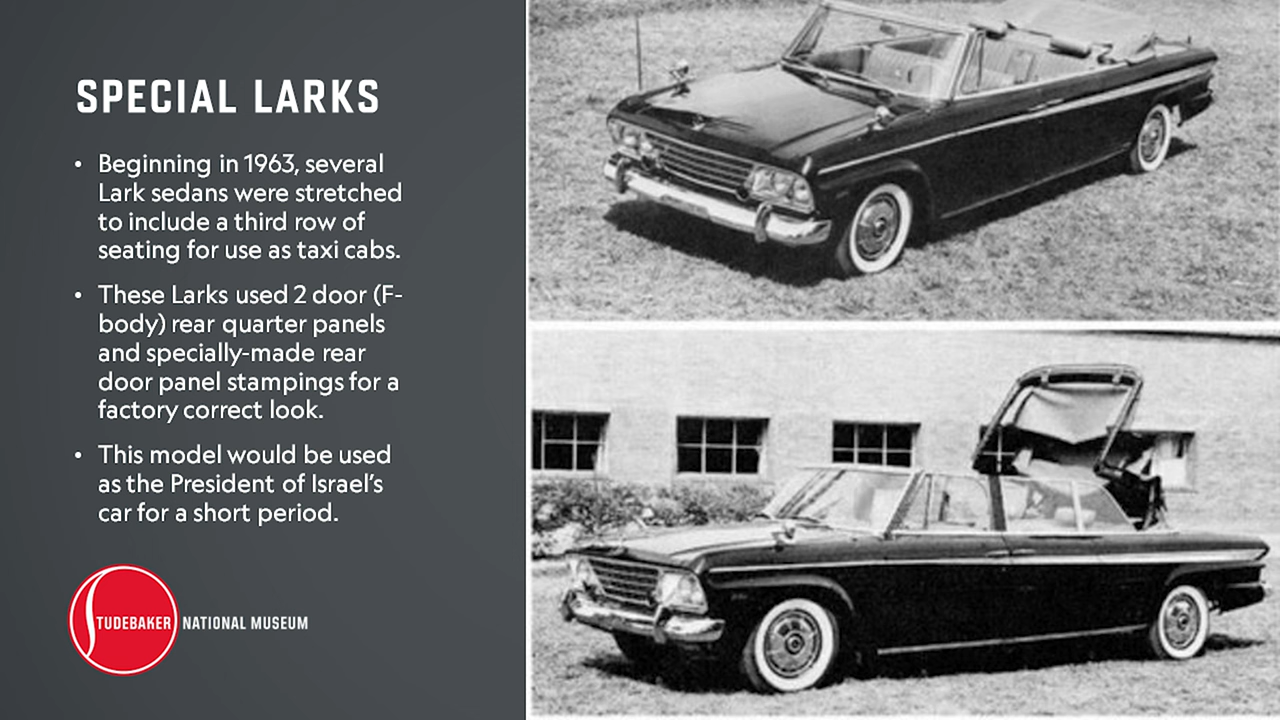 SPECIAL LARKS
• Beginning in 1963, several
Lark sedans were stretched
to include a third row of
seating for use as taxi cabs.
• These Larks used 2 door (F-
body) rear quarter panels
and specially-made rear
door panel stampings for a
factory correct look.
• This model would be used
as the President of Israel's
car for a short period.
STUDEBAKER NATIONAL MUSEUM